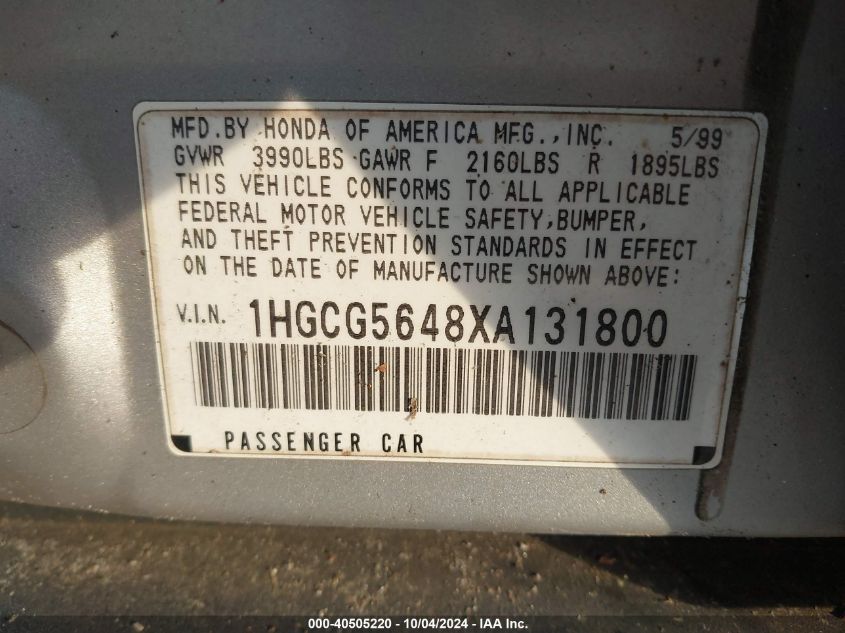 MFD.BY HONDA OF AMERICA MFG.,INC. 5/99
GVWR 3990LBS GAWR F 2160LBS R 1895LBS
THIS VEHICLE CONFORMS TO ALL APPLICABLE
FEDERAL MOTOR VEHICLE SAFETY,BUMPER,
AND THEFT PREVENTION STANDARDS IN EFFECT
ON THE DATE OF MANUFACTURE SHOWN ABOVE:
V.I.N. 1HGCG5648XA131800
PASSENGER CAR
000-40505220 - 10/04/2024 - IAA Inc.